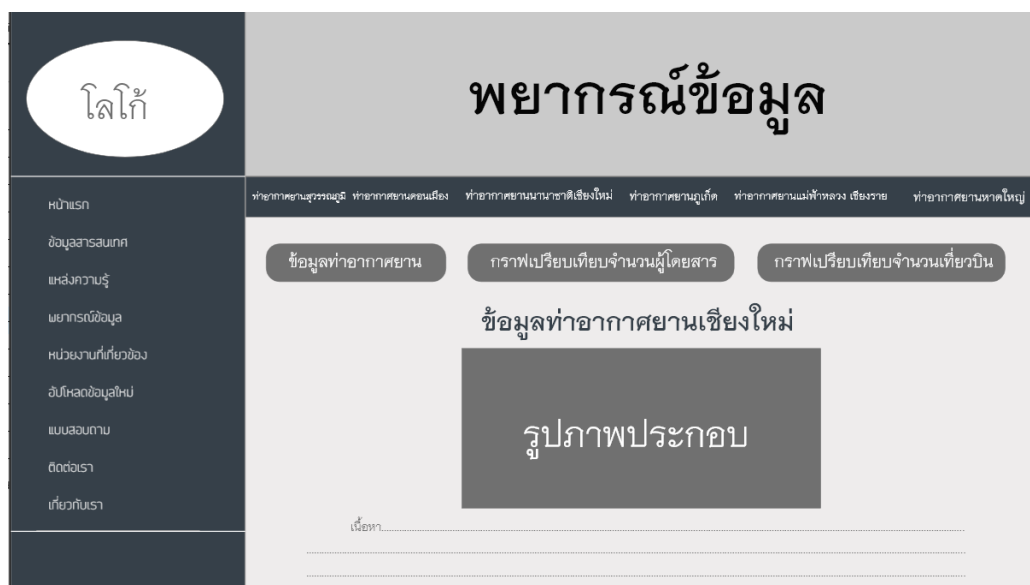 โลโก้
พยากรณ์ข้อมูล
หน้าแรก
ข้อมูลสารสนเทศ
แหล่งความรู้
พยากรณ์ข้อมูล
หน่วยงานที่เกี่ยวข้อง
อัปโหลดข้อมูลใหม่
แบบสอบถาม
ติดต่อเรา
เกี่ยวกับเรา
ท่าอากาศยานสุวรรณภูมิ ท่าอากาศยานดอนเมือง ท่าอากาศยานนานาชาติเชียงใหม่ ท่าอากาศยานภูเก็ต ท่าอากาศยานแม่ฟ้าหลวง เชียงราย ท่าอากาศยานหาดใหญ่
ข้อมูลท่าอากาศยาน กราฟเปรียบเทียบจำนวนผู้โดยสาร กราฟเปรียบเทียบจำนวนเที่ยวบิน
ข้อมูลท่าอากาศยานเชียงใหม่
รูปภาพประกอบ
เนื้อหา